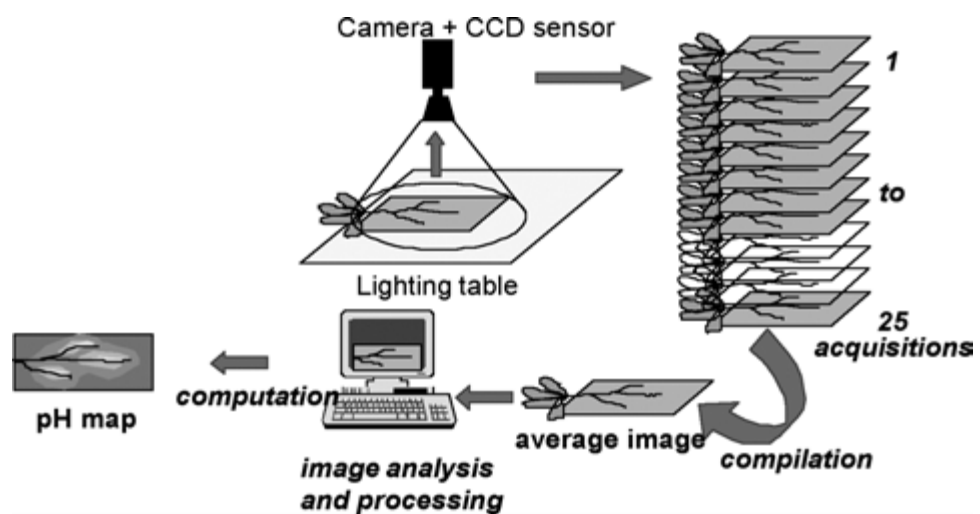 Camera + CCD sensor
1
to
Lighting table
25
acquisitions
computation
pH map
average image
compilation
image analysis
and processing